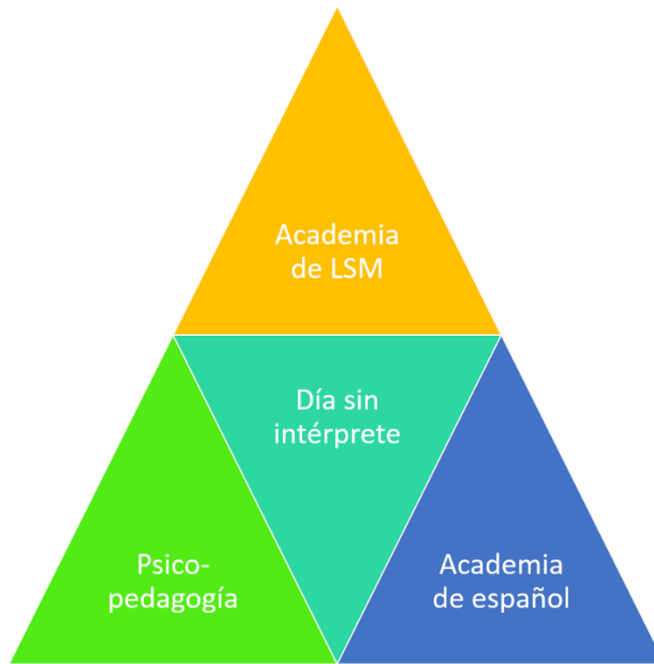 Academia
de LSM
Día sin
intérprete
Psico-
pedagogía
Academia
de español